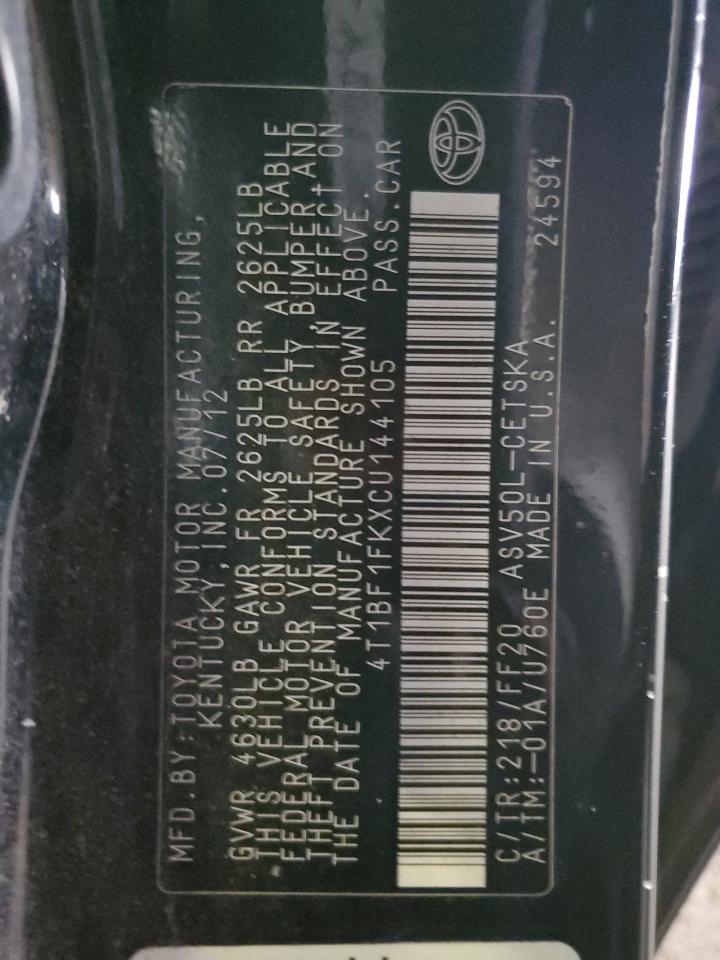 MFD.BY:TOYOTA MOTOR MANUFACTURING,
KENTUCKY,INC.07/12
GVWR 4630LB GAWR FR 2625LB RR 2625LB
THIS VEHICLE CONFORMS TO ALL APPLICABLE
FEDERAL MOTOR VEHICLE SAFETY,BUMPER,AND
THEFT PREVENTION STANDARDS IN EFFECT ON
THE DATE OF MANUFACTURE SHOWN ABOVE.
4T1BF1FKXCU144105 PASS.CAR
C/TR:218/FF20 ASV50L-CETSKA
A/TM:-01A/U760E MADE IN U.S.A. 24594